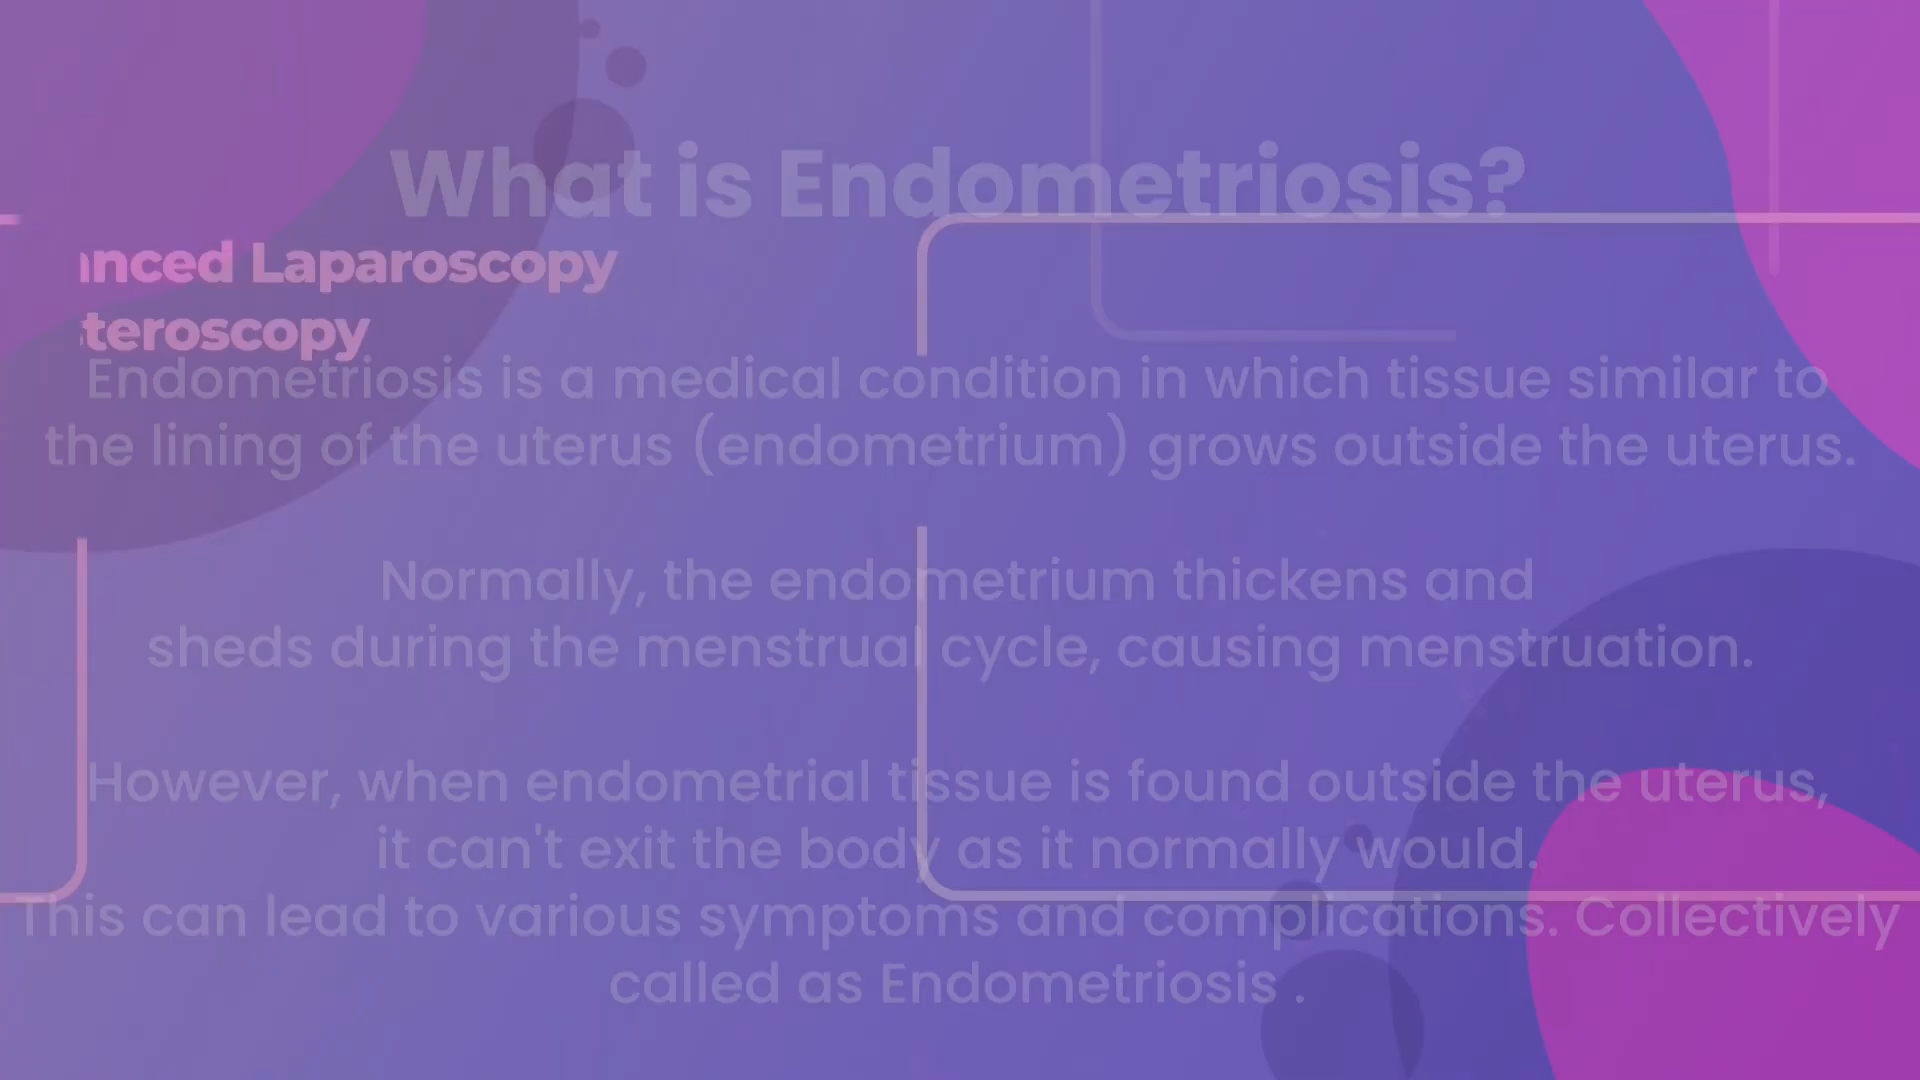 What is Endometriosis?
nced Laparoscopy
teroscopy
Endometriosis is a medical condition in which tissue similar to
the lining of the uterus (endometrium) grows outside the uterus.
Normally, the endometrium thickens and
sheds during the menstrual cycle, causing menstruation.
However, when endometrial tissue is found outside the uterus,
it can't exit the body as it normally would.
This can lead to various symptoms and complications. Collectively
called as Endometriosis .